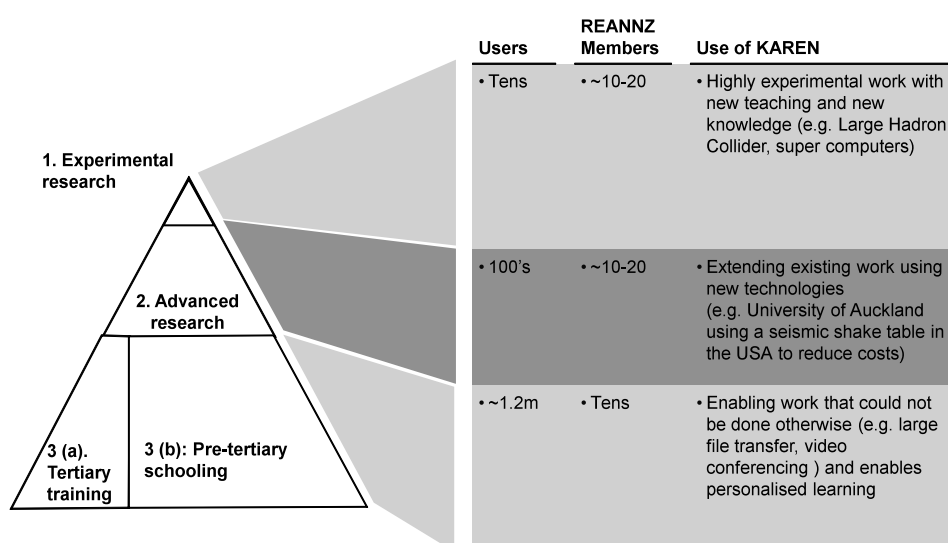 Users
REANNZ
Members
Use of KAREN
• Tens
• ~10-20
• Highly experimental work with
new teaching and new
knowledge (e.g. Large Hadron
Collider, super computers)
1. Experimental
research
• 100’s
• ~10-20
• Extending existing work using
new technologies
(e.g. University of Auckland
using a seismic shake table in
the USA to reduce costs)
2. Advanced
research
• ~1.2m
• Tens
• Enabling work that could not
be done otherwise (e.g. large
file transfer, video
conferencing ) and enables
personalised learning
3 (a).
Tertiary
training
3 (b): Pre-tertiary
schooling